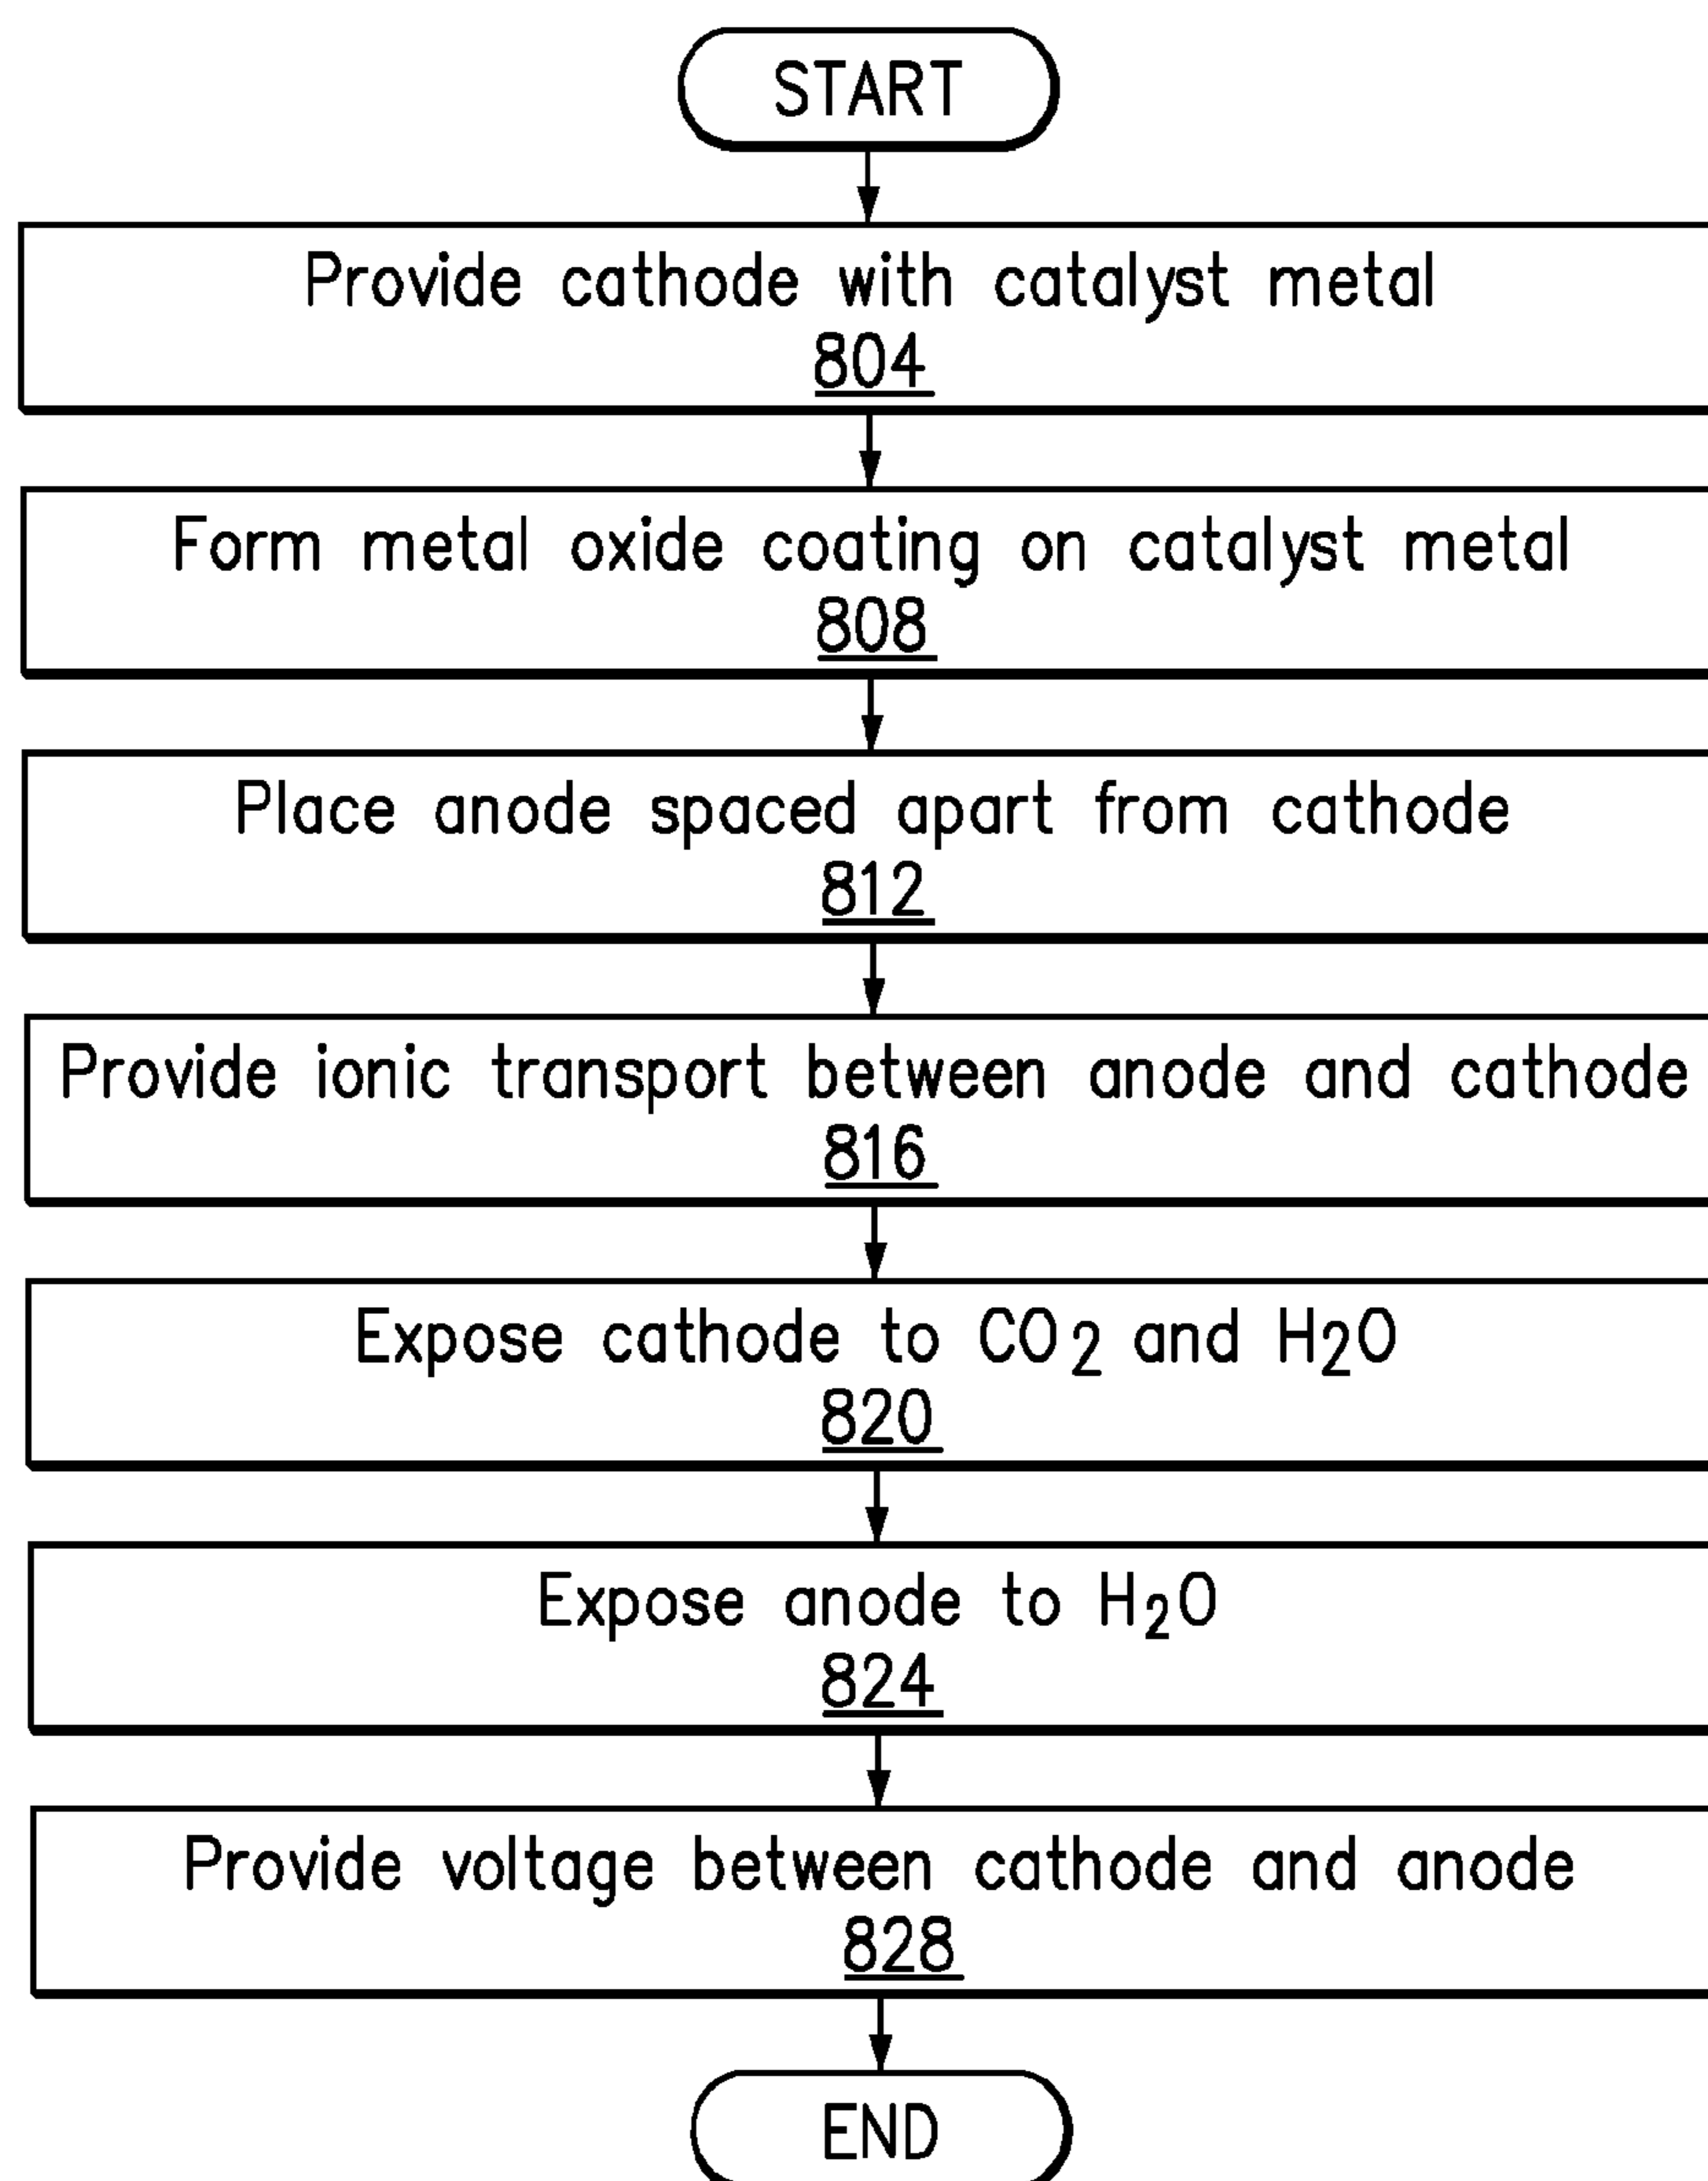 START
Provide cathode with catalyst metal
804
Form metal oxide coating on catalyst metal
808
Place anode spaced apart from cathode
812
Provide ionic transport between anode and cathode
816
Expose cathode to CO2 and H2O
820
Expose anode to H2O
824
Provide voltage between cathode and anode
828
END